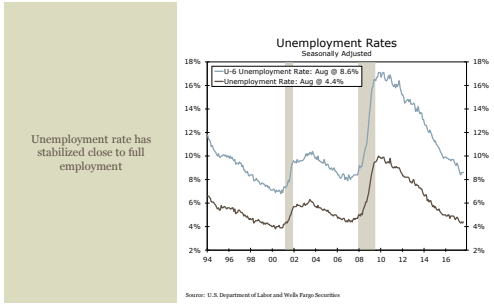 Unemployment rate has
stabilized close to full
employment
Unemployment Rates
Seasonally Adjusted
U-6 Unemployment Rate: Aug @ 8.6%
Unemployment Rate: Aug @ 4.4%
18% 18%
16% 16%
14% 14%
12% 12%
10% 10%
8% 8%
6% 6%
4% 4%
2% 2%
94 96 98 00 02 04 06 08 10 12 14 16
Source: U.S. Department of Labor and Wells Fargo Securities